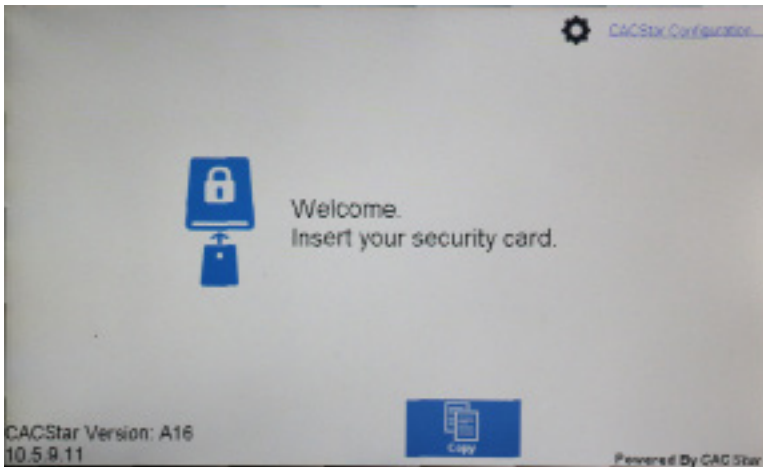 CACStar Configuration...
Welcome.
Insert your security card.
Copy
CACStar Version: A16
10.5.9.11
Powered By CAC Star